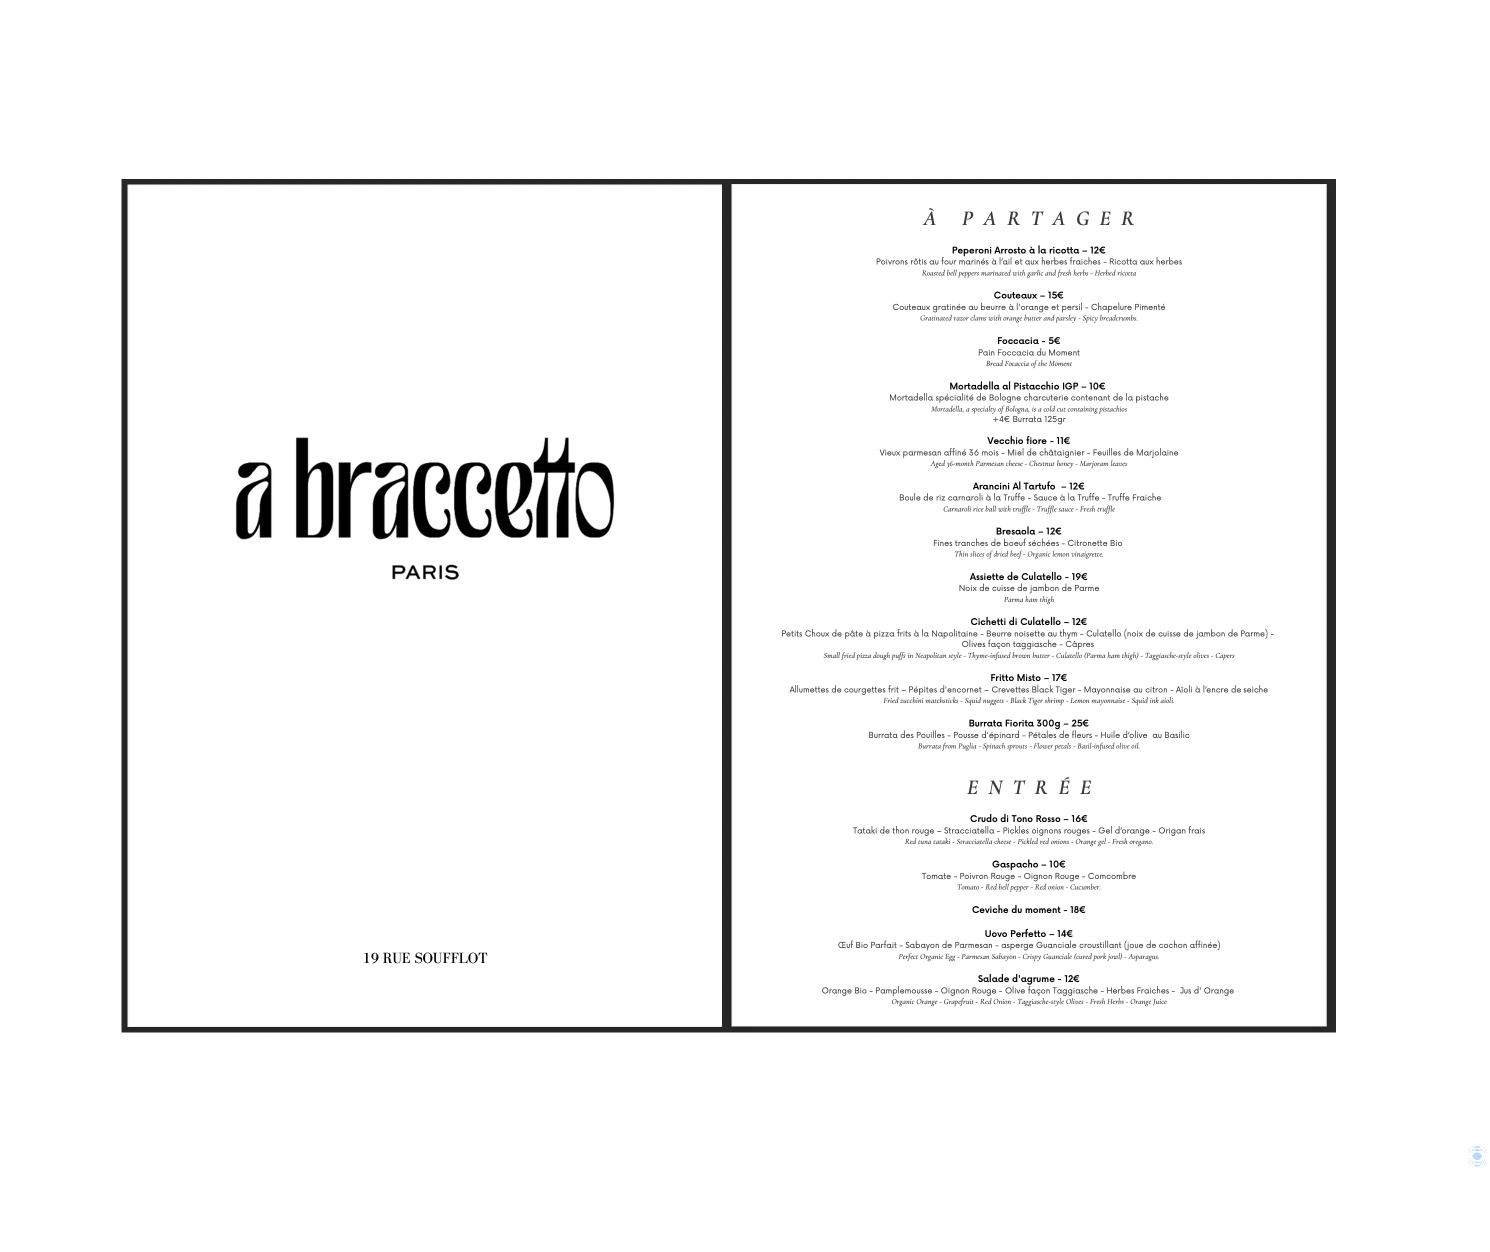 a braccetto
PARIS
19 RUE SOUFFLOT
À PARTAGER
Peperoni Arrosto à la ricotta – 12€
Poivrons rôtis au four marinés à l'ail et aux herbes fraiches - Ricotta aux herbes
Roasted bell peppers marinated with garlic and fresh herbs - Herbed ricotta
Couteaux – 15€
Couteaux gratinée au beurre à l'orange et persil - Chapelure Pimenté
Gratinated razor clams with orange butter and parsley - Spicy breadcrumbs.
Foccacia - 5€
Pain Foccacia du Moment
Bread Focaccia of the Moment
Mortadella al Pistacchio IGP – 10€
Mortadella spécialité de Bologne charcuterie contenant de la pistache
Mortadella, a specialty of Bologna, is a cold cut containing pistachios
+4€ Burrata 125gr
Vecchio fiore - 11€
Vieux parmesan affiné 36 mois - Miel de châtaignier - Feuilles de Marjolaine
Aged 36-month Parmesan cheese - Chestnut honey - Marjoram leaves
Arancini Al Tartufo – 12€
Boule de riz carnaroli à la Truffe - Sauce à la Truffe - Truffe Fraiche
Carnaroli rice ball with truffle - Truffle sauce - Fresh truffle
Bresaola – 12€
Fines tranches de boeuf séchées - Citronette Bio
Thin slices of dried beef - Organic lemon vinaigrette.
Assiette de Culatello - 19€
Noix de cuisse de jambon de Parme
Parma ham thigh
Cichetti di Culatello – 12€
Petits Choux de pâte à pizza frits à la Napolitaine - Beurre noisette au thym - Culatello (noix de cuisse de jambon de Parme) -
Olives façon taggiasche - Câpres
Small fried pizza dough puffs in Neapolitan style - Thyme-infused brown butter - Culatello (Parma ham thigh) - Taggiasche-style olives - Capers
Fritto Misto – 17€
Allumettes de courgettes frit – Pépites d'encornet – Crevettes Black Tiger - Mayonnaise au citron - Aïoli à l'encre de seiche
Fried zucchini matchsticks - Squid nuggets - Black Tiger shrimp - Lemon mayonnaise - Squid ink aioli.
Burrata Fiorita 300g – 25€
Burrata des Pouilles - Pousse d'épinard - Pétales de fleurs - Huile d'olive au Basilic
Burrata from Puglia - Spinach sprouts - Flower petals - Basil-infused olive oil.
ENTRÉE
Crudo di Tono Rosso – 16€
Tataki de thon rouge – Stracciatella - Pickles oignons rouges - Gel d'orange - Origan frais
Red tuna tataki - Stracciatella cheese - Pickled red onions - Orange gel - Fresh oregano.
Gaspacho – 10€
Tomate - Poivron Rouge - Oignon Rouge - Comcombre
Tomato - Red bell pepper - Red onion - Cucumber.
Ceviche du moment - 18€
Uovo Perfetto – 14€
Œuf Bio Parfait - Sabayon de Parmesan - asperge Guanciale croustillant (joue de cochon affinée)
Perfect Organic Egg - Parmesan Sabayon - Crispy Guanciale (cured pork jowl) - Asparagus.
Salade d'agrume - 12€
Orange Bio - Pamplemousse - Oignon Rouge - Olive façon Taggiasche - Herbes Fraiches - Jus d' Orange
Organic Orange - Grapefruit - Red Onion - Taggiasche-style Olives - Fresh Herbs - Orange Juice